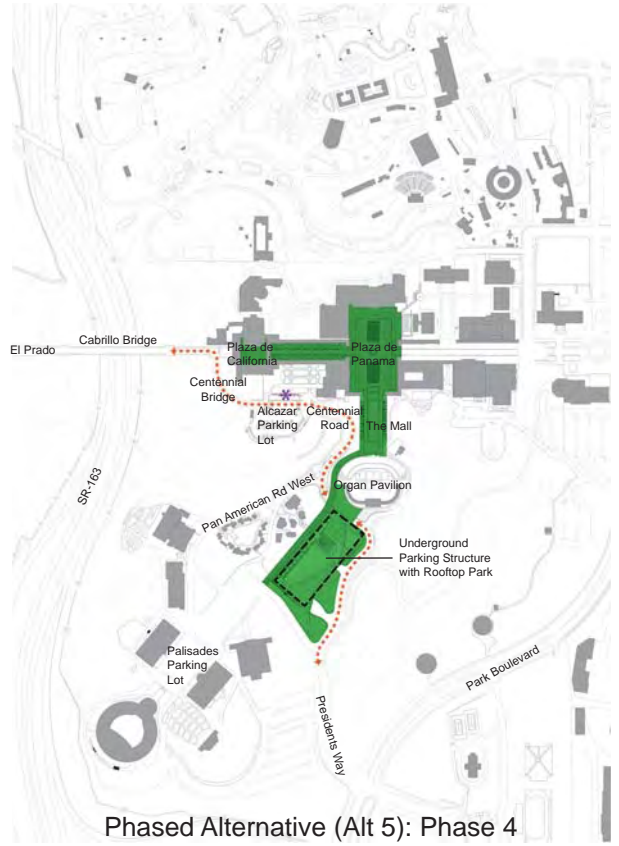 Cabrillo Bridge
El Prado
Plaza de
California
Plaza de
Panama
Centennial
Bridge
Alcazar
Parking
Lot
Centennial
Road
The Mall
SR-163
Pan American Rd West
Organ Pavilion
Underground
Parking Structure
with Rooftop Park
Palisades
Parking
Lot
Park Boulevard
Presidents Way
Phased Alternative (Alt 5): Phase 4